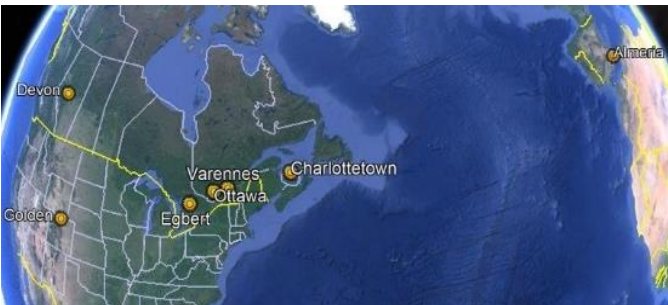 Almeria
Devon
Varennes
Charlottetown
Ottawa
Egbert
Golden